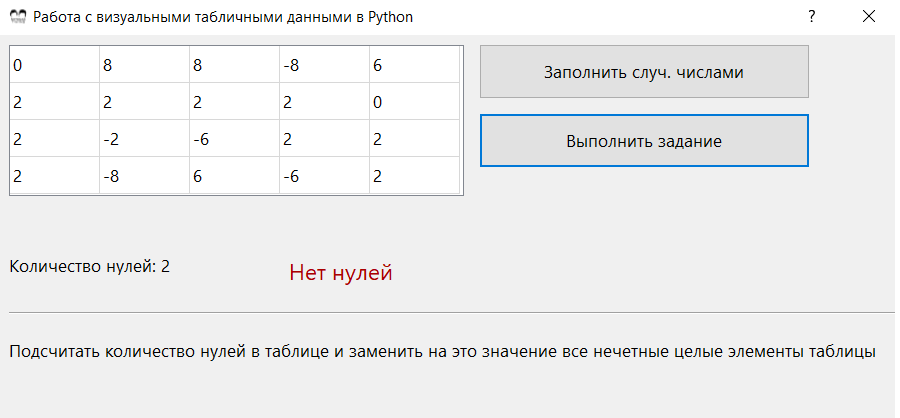 Работа с визуальными табличными данными в Python ?
0 8 8 -8 6
2 2 2 2 0
2 -2 -6 2 2
2 -8 6 -6 2
Заполнить случ. числами
Выполнить задание
Количество нулей: 2
Нет нулей
Подсчитать количество нулей в таблице и заменить на это значение все нечетные целые элементы таблицы